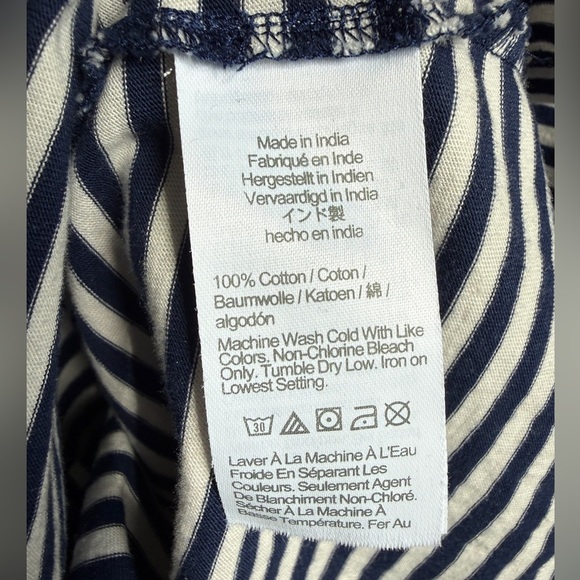 Made in India
Fabriqué en Inde
Hergestellt in Indien
Vervaardigd in India
インド製
hecho en india
100% Cotton / Coton /
Baumwolle / Katoen / 綿 /
algodón
Machine Wash Cold With Like
Colors. Non-Chlorine Bleach
Only. Tumble Dry Low. Iron on
Lowest Setting.
30
Laver À La Machine À L'Eau
Froide En Séparant Les
Couleurs. Seulement Agent
De Blanchiment Non-Chloré.
Sécher À La Machine À
Basse Température. Fer Au